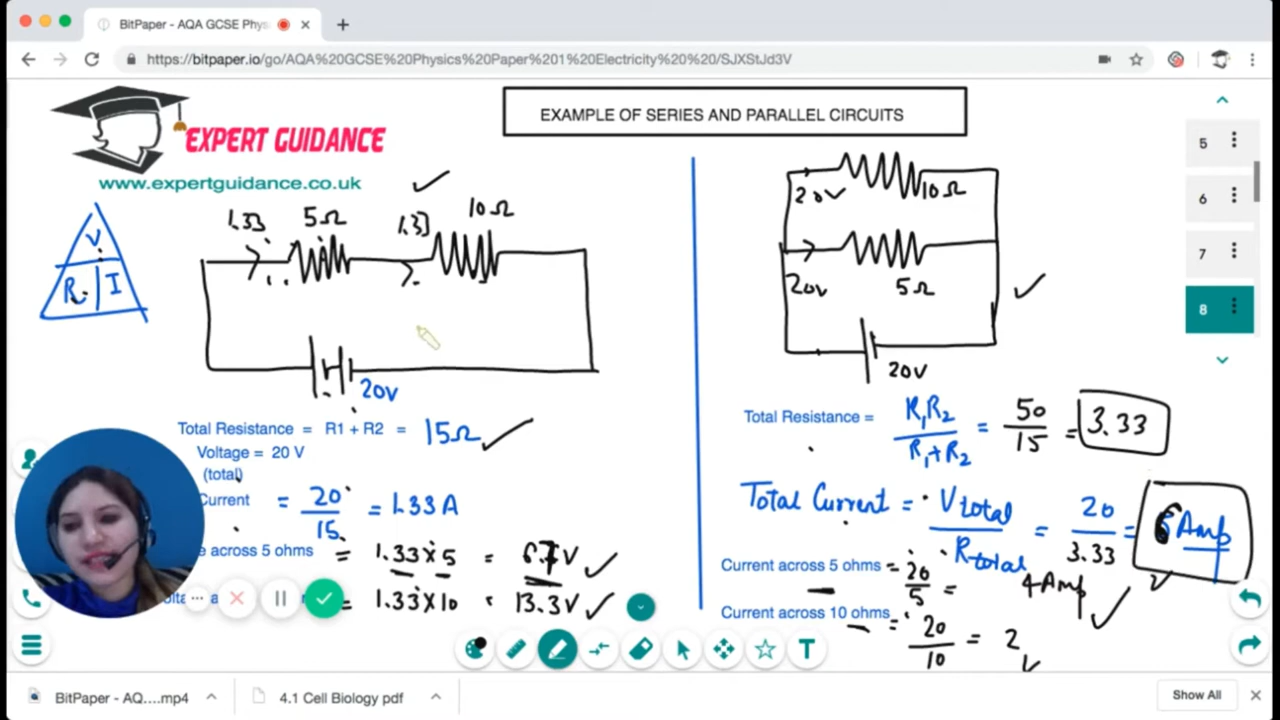 BitPaper - AQA GCSE Phys
https://bitpaper.io/go/AQA%20GCSE%20Physics%20Paper%201%20Electricity%20%20/SJXStJd3V
EXPERT GUIDANCE
www.expertguidance.co.uk
EXAMPLE OF SERIES AND PARALLEL CIRCUITS
5
6
7
8
V
R I
1.33 5Ω 1.33 10Ω
20V
Total Resistance = R1 + R2 = 15Ω
Voltage = 20 V
(total)
Current = 20/15 = 1.33 A
e across 5 ohms = 1.33 x 5 = 6.7V
= 1.33 x 10 = 13.3V
20V 10Ω
20V 5Ω
20V
Total Resistance = R1R2/R1+R2 = 50/15 = 3.33
Total Current = Vtotal/Rtotal = 20/3.33 = 6 Amp
Current across 5 ohms = 20/5 = 4 Amp
Current across 10 ohms = 20/10 = 2
T
BitPaper - AQ....mp4
4.1 Cell Biology pdf
Show All